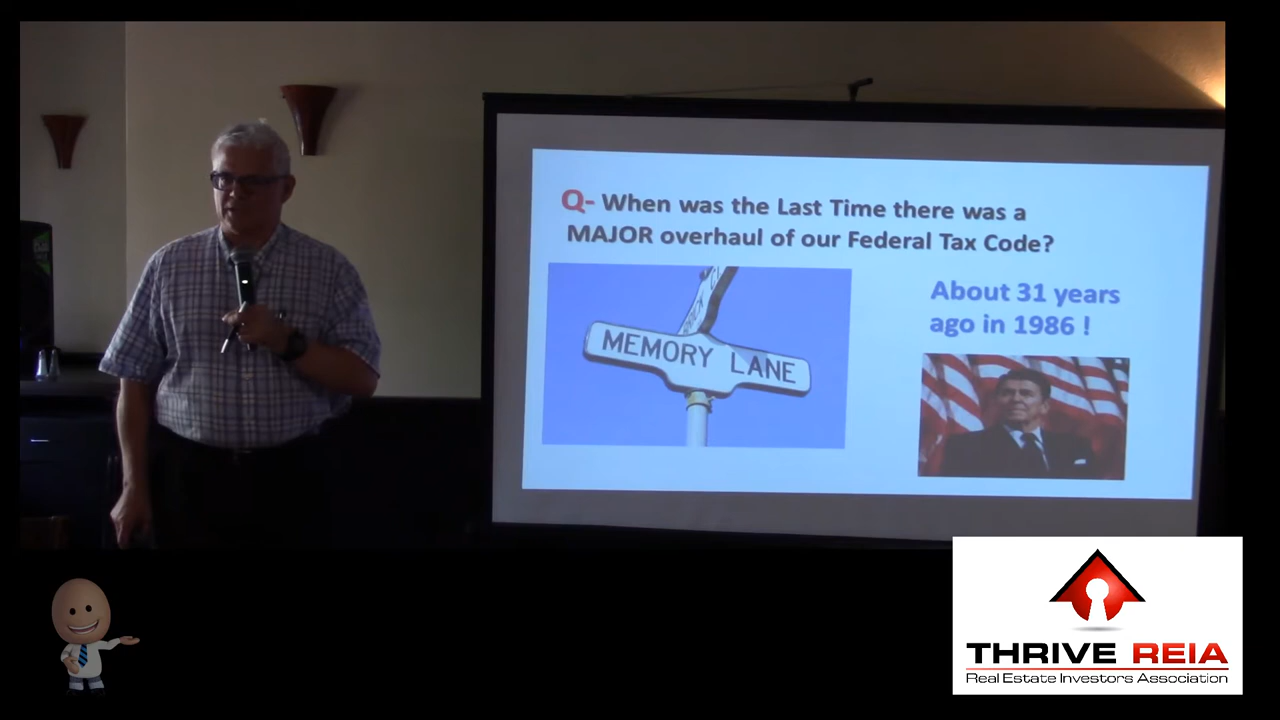 Q- When was the Last Time there was a
MAJOR overhaul of our Federal Tax Code?
About 31 years
ago in 1986 !
MEMORY LANE
THRIVE REIA
Real Estate Investors Association